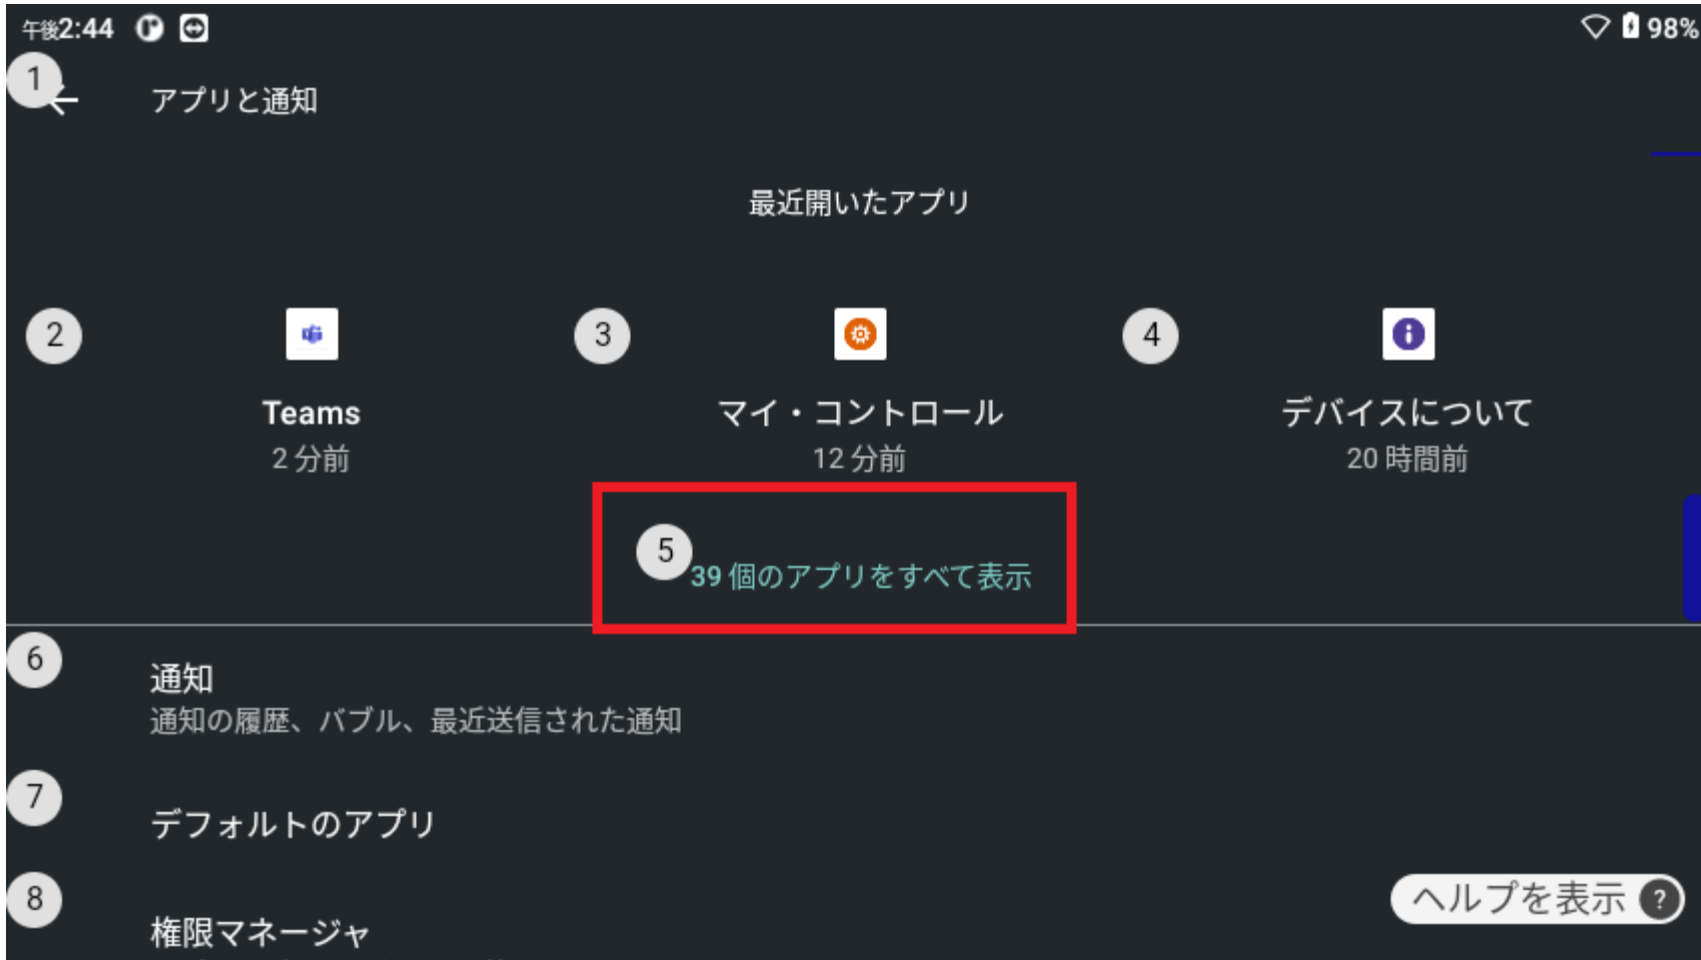 午後2:44 98%
1
アプリと通知
最近開いたアプリ
2 3 4
Teams マイ・コントロール デバイスについて
2 分前 12 分前 20 時間前
5
39 個のアプリをすべて表示
6
通知
通知の履歴、バブル、最近送信された通知
7
デフォルトのアプリ
8
ヘルプを表示 ?
権限マネージャ